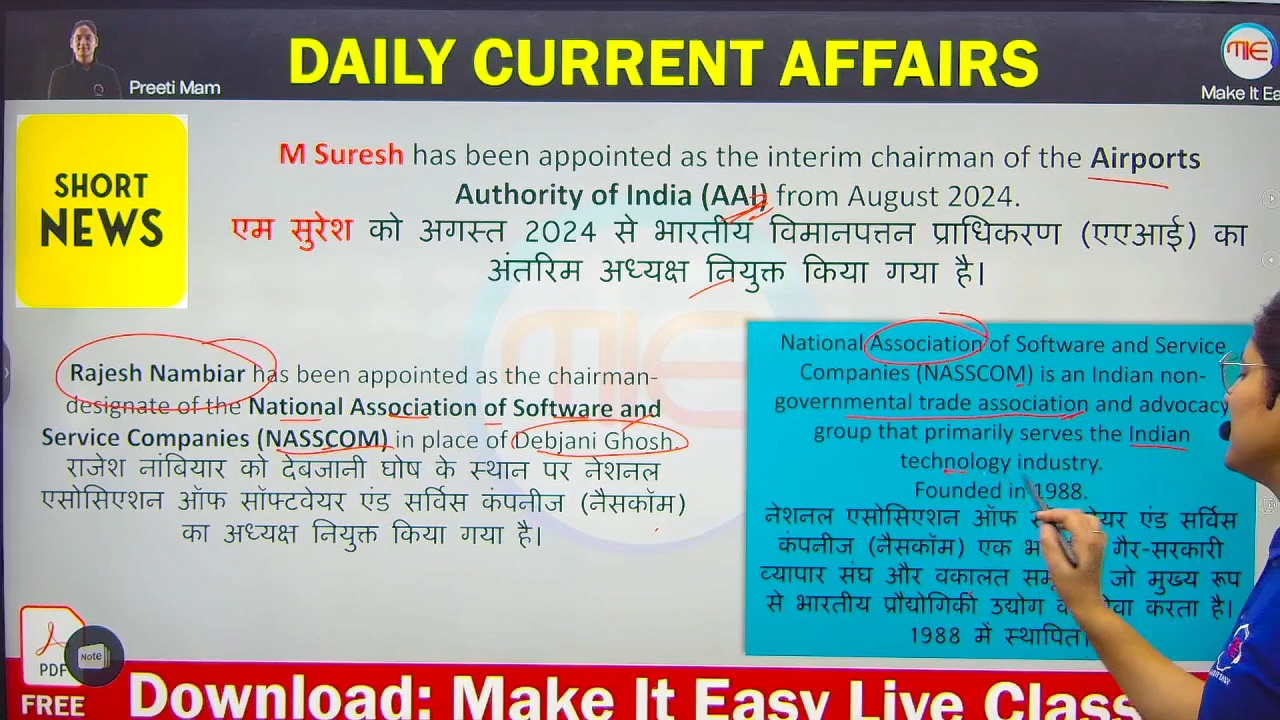 DAILY CURRENT AFFAIRS
Preeti Mam
MIE
Make It Ea
SHORT
NEWS
M Suresh has been appointed as the interim chairman of the Airports
Authority of India (AAI) from August 2024.
एम सुरेश को अगस्त 2024 से भारतीय विमानपत्तन प्राधिकरण (एएआई) का
अंतरिम अध्यक्ष नियुक्त किया गया है।
Rajesh Nambiar has been appointed as the chairman-
designate of the National Association of Software and
Service Companies (NASSCOM) in place of Debjani Ghosh.
राजेश नांबियार को देबजानी घोष के स्थान पर नेशनल
एसोसिएशन ऑफ सॉफ्टवेयर एंड सर्विस कंपनीज (नैसकॉम)
का अध्यक्ष नियुक्त किया गया है।
MIE
National Association of Software and Service
Companies (NASSCOM) is an Indian non-
governmental trade association and advocacy
group that primarily serves the Indian
technology industry.
Founded in 1988.
नेशनल एसोसिएशन ऑफ एंड सर्विस
कंपनीज (नैसकॉम) एक गैर-सरकारी
व्यापार संघ और वकालत जो मुख्य रूप
से भारतीय प्रौद्योगिकी उद्योग करता है।
1988 में स्थापित।
PDF
Note
FREE
Download: Make It Easy Live Class